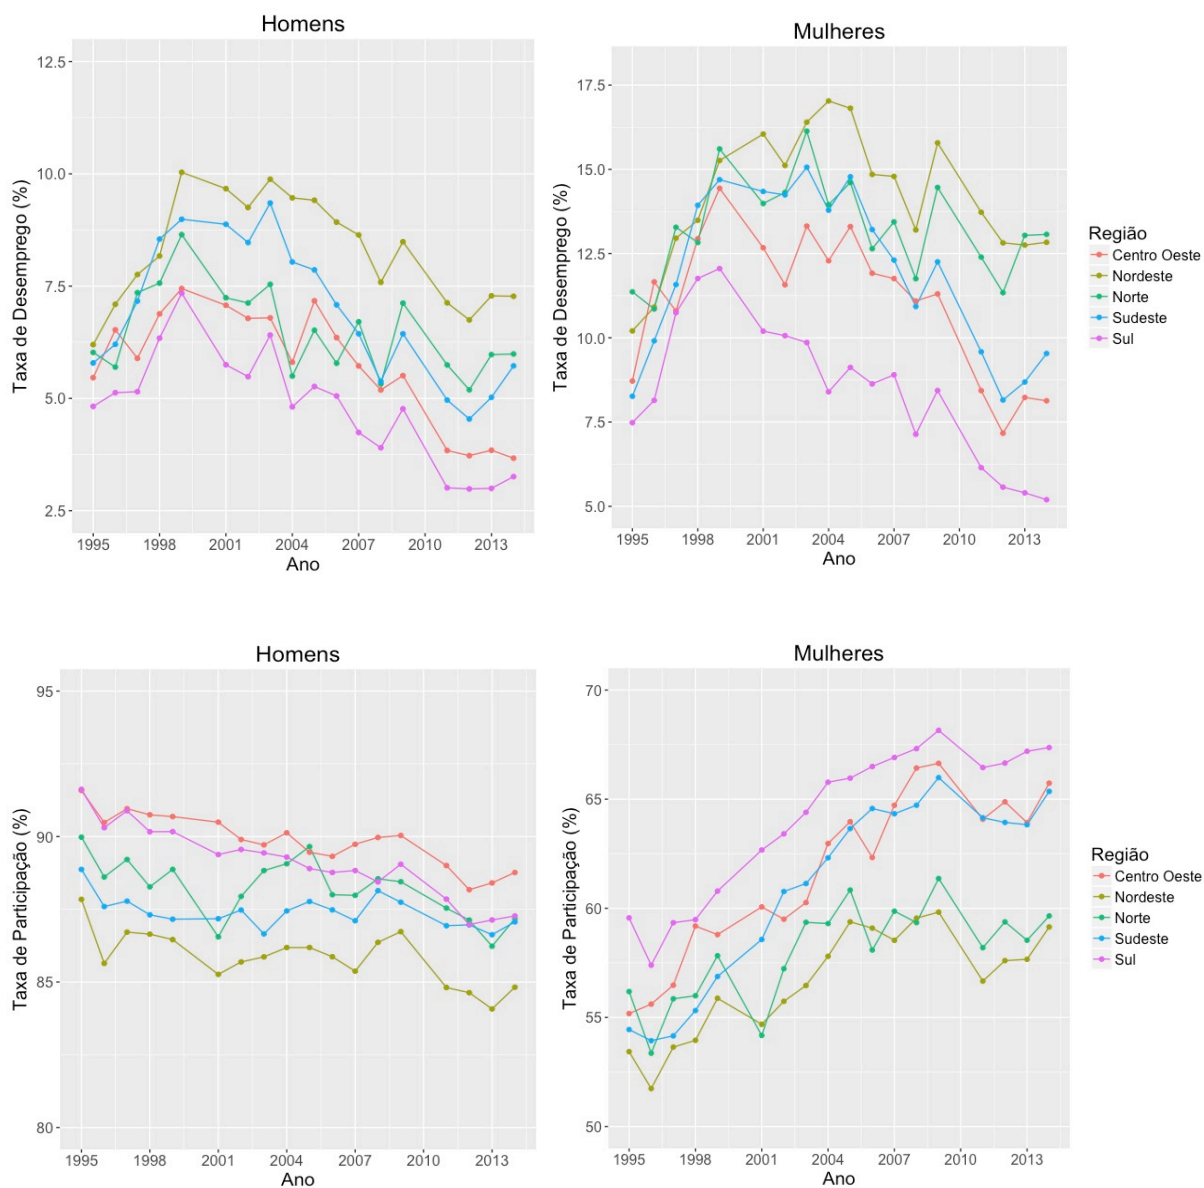 Homens
12.5
10.0
7.5
5.0
2.5
Taxa de Desemprego (%)
1995 1998 2001 2004 2007 2010 2013
Ano
Mulheres
17.5
15.0
12.5
10.0
7.5
5.0
Taxa de Desemprego (%)
1995 1998 2001 2004 2007 2010 2013
Ano
Região
Centro Oeste
Nordeste
Norte
Sudeste
Sul
Homens
95
90
85
80
Taxa de Participação (%)
1995 1998 2001 2004 2007 2010 2013
Ano
Mulheres
70
65
60
55
50
Taxa de Participação (%)
1995 1998 2001 2004 2007 2010 2013
Ano
Região
Centro Oeste
Nordeste
Norte
Sudeste
Sul